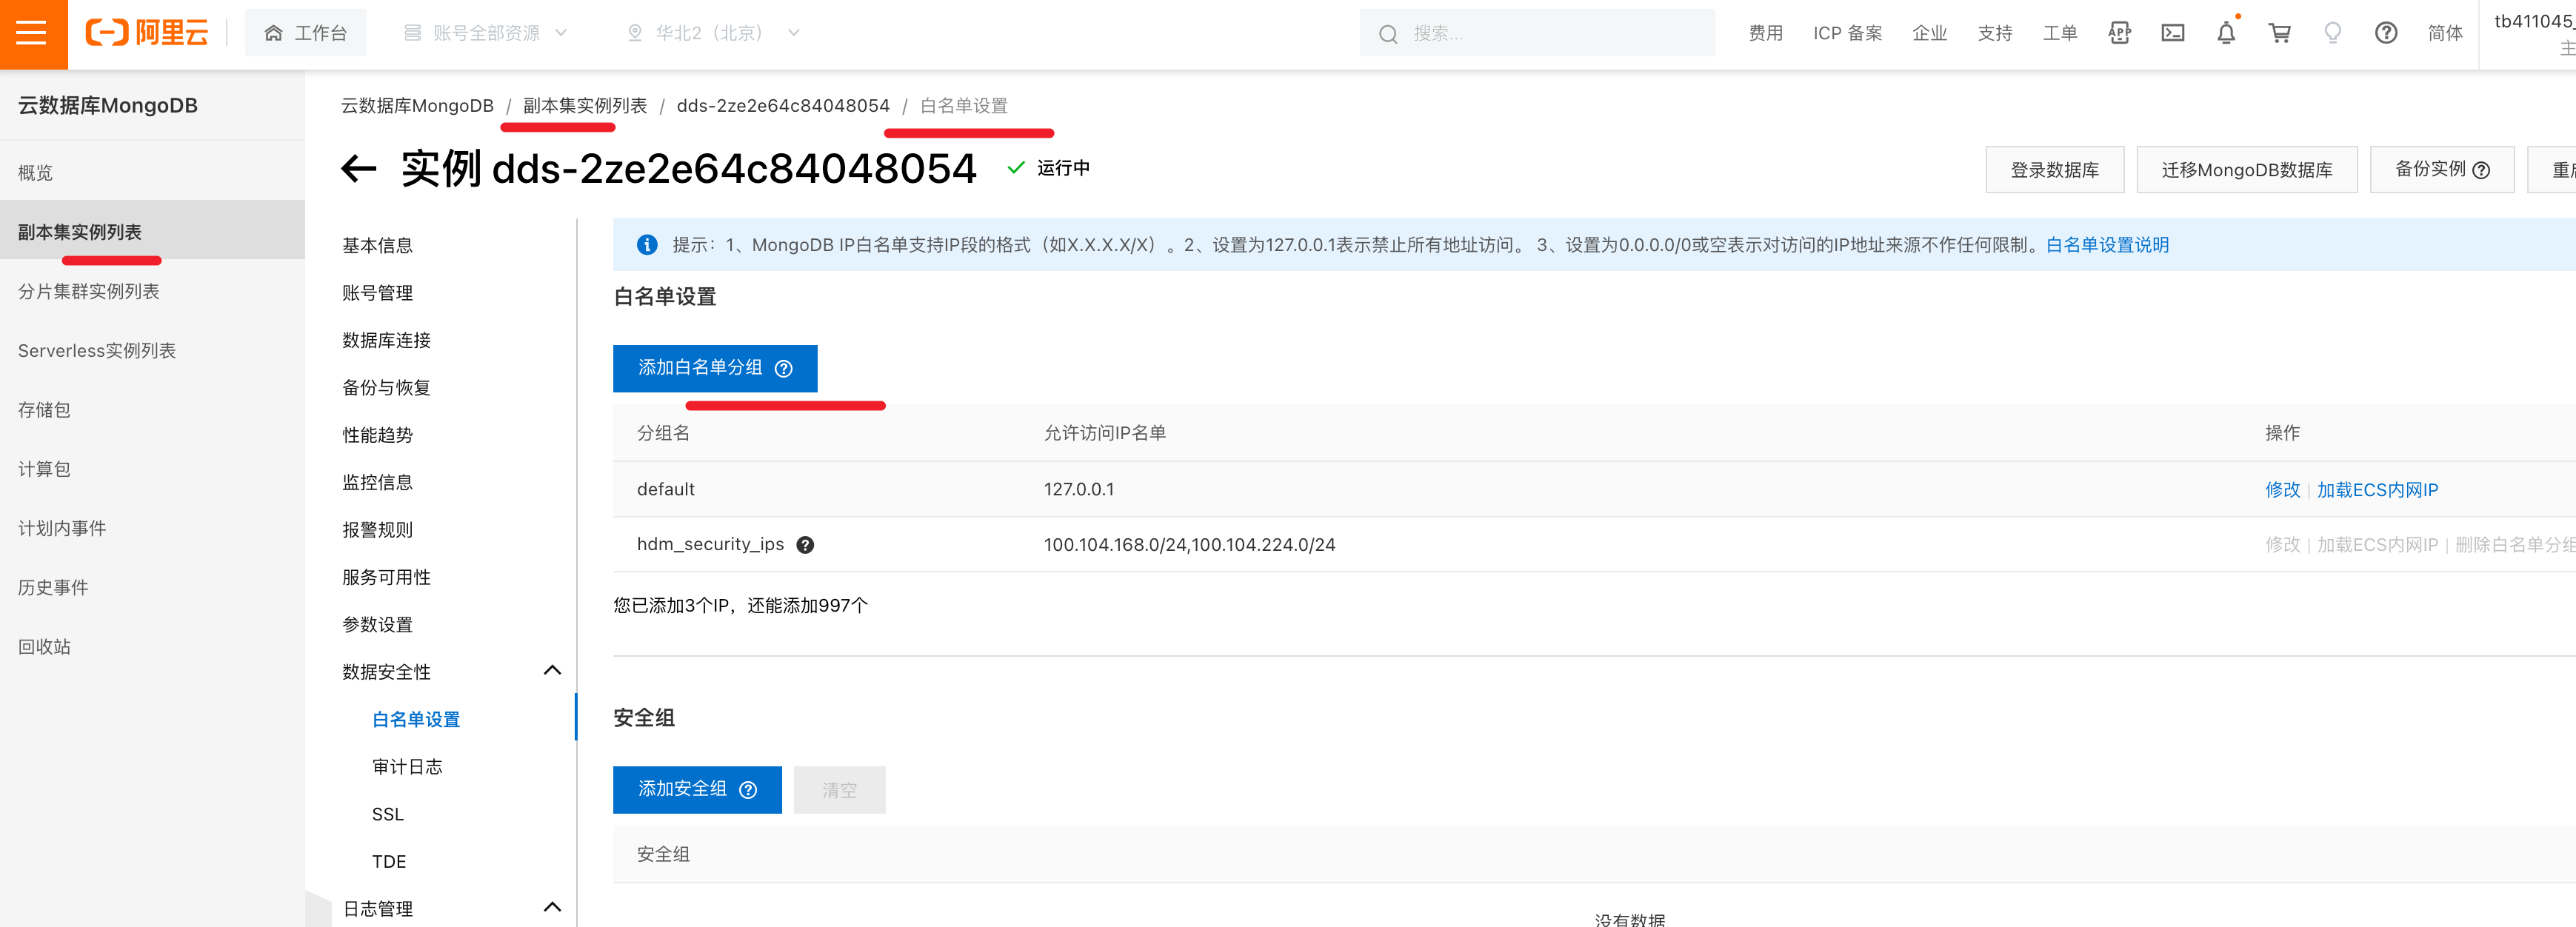 阿里云 工作台 账号全部资源 华北2（北京） 搜索... 费用 ICP 备案 企业 支持 工单 APP 简体 tb411045_
主
云数据库MongoDB
概览
副本集实例列表
分片集群实例列表
Serverless实例列表
存储包
计算包
计划内事件
历史事件
回收站
云数据库MongoDB / 副本集实例列表 / dds-2ze2e64c84048054 / 白名单设置
实例 dds-2ze2e64c84048054 运行中
登录数据库 迁移MongoDB数据库 备份实例
基本信息
账号管理
数据库连接
备份与恢复
性能趋势
监控信息
报警规则
服务可用性
参数设置
数据安全性
白名单设置
审计日志
SSL
TDE
日志管理
提示：1、MongoDB IP白名单支持IP段的格式（如X.X.X.X/X）。2、设置为127.0.0.1表示禁止所有地址访问。 3、设置为0.0.0.0/0或空表示对访问的IP地址来源不作任何限制。白名单设置说明
白名单设置
添加白名单分组
分组名 允许访问IP名单 操作
default 127.0.0.1 修改 | 加载ECS内网IP
hdm_security_ips 100.104.168.0/24,100.104.224.0/24 修改 | 加载ECS内网IP | 删除白名单分组
您已添加3个IP，还能添加997个
安全组
添加安全组 清空
安全组
没有数据